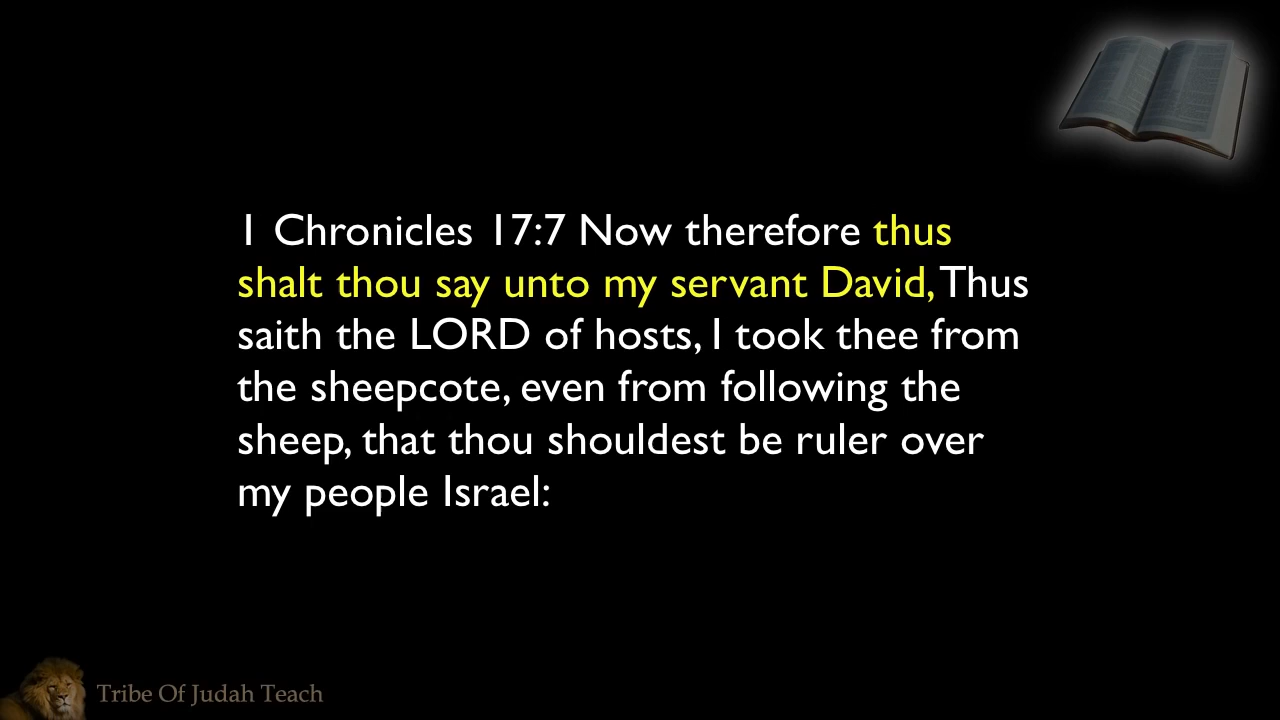 1 Chronicles 17:7 Now therefore thus
shalt thou say unto my servant David, Thus
saith the LORD of hosts, I took thee from
the sheepcote, even from following the
sheep, that thou shouldest be ruler over
my people Israel:
Tribe Of Judah Teach